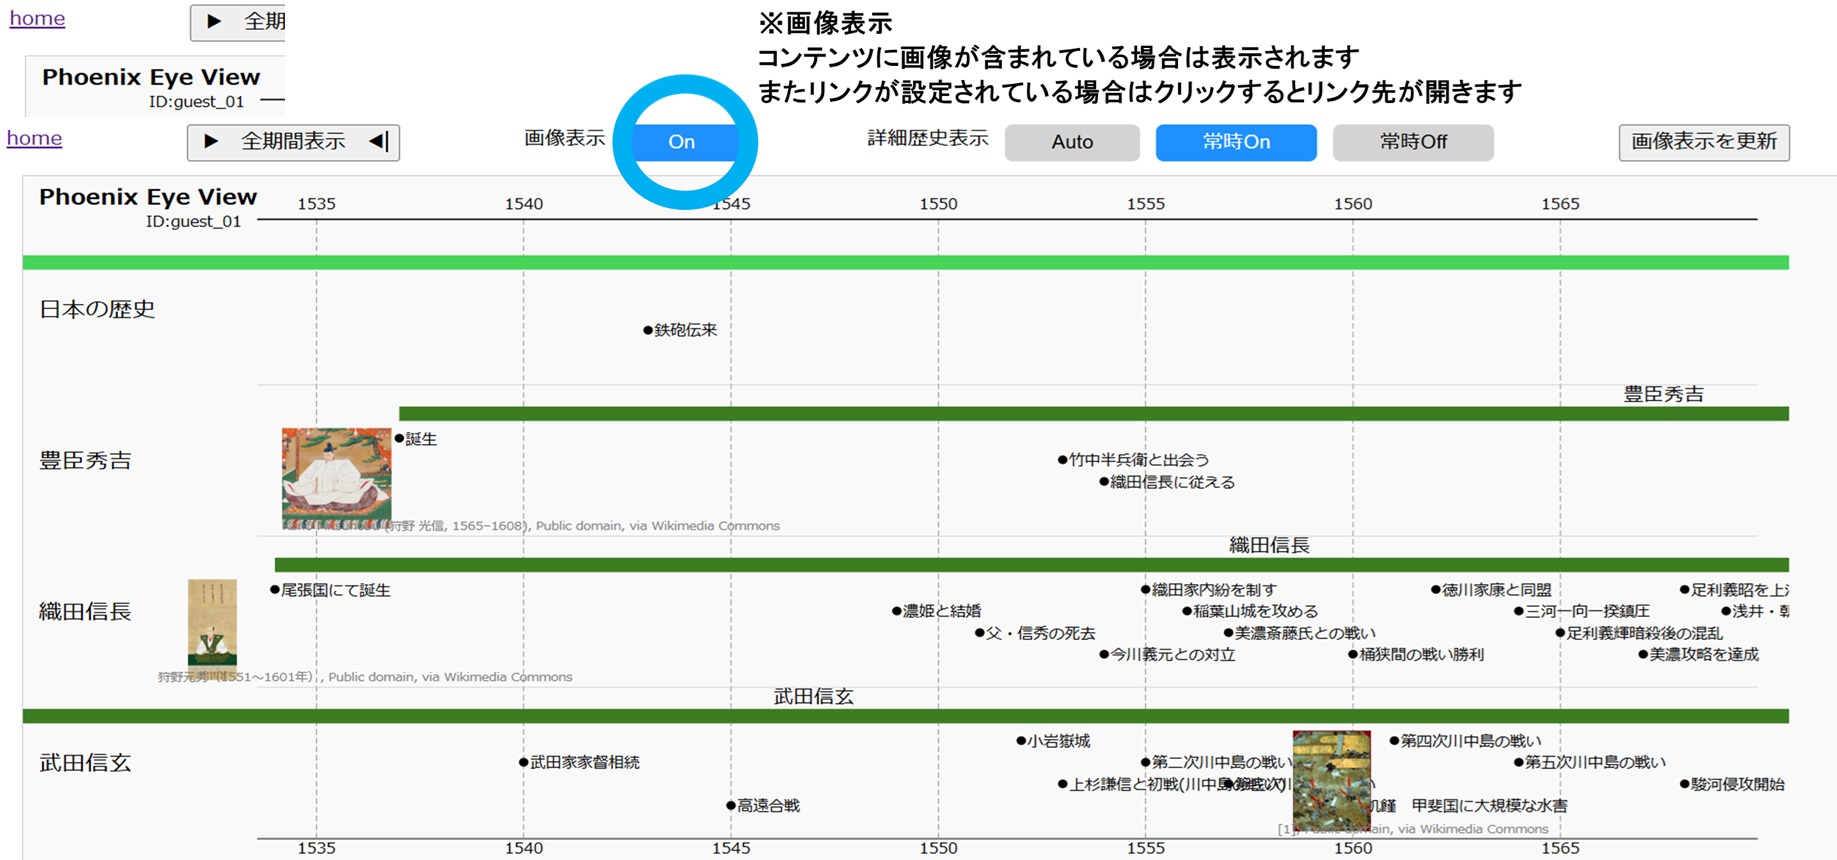 home
▶ 全期
※画像表示
コンテンツに画像が含まれている場合は表示されます
またリンクが設定されている場合はクリックするとリンク先が開きます
Phoenix Eye View
ID:guest_01
home
▶ 全期間表示 ◀|
画像表示
On
詳細歴史表示
Auto
常時On
常時Off
画像表示を更新
Phoenix Eye View
ID:guest_01
1535 1540 1545 1550 1555 1560 1565
日本の歴史
●鉄砲伝来
豊臣秀吉
豊臣秀吉
●誕生
●竹中半兵衛と出会う
●織田信長に従える
(狩野 光信, 1565–1608), Public domain, via Wikimedia Commons
織田信長
織田信長
●尾張国にて誕生
●織田家内紛を制す
●徳川家康と同盟
●足利義昭を上
●濃姫と結婚
●稲葉山城を攻める
●三河一向一揆鎮圧
●浅井・朝
●父・信秀の死去
●美濃斎藤氏との戦い
●足利義輝暗殺後の混乱
●今川義元との対立
●桶狭間の戦い勝利
●美濃攻略を達成
狩野元秀 (1551～1601年) , Public domain, via Wikimedia Commons
武田信玄
武田信玄
●小岩嶽城
●第四次川中島の戦い
●武田家家督相続
●第二次川中島の戦い
●第五次川中島の戦い
●上杉謙信と初戦(川中島
●駿河侵攻開始
●高遠合戦
飢饉 甲斐国に大規模な水害
[1], Public domain, via Wikimedia Commons
1535 1540 1545 1550 1555 1560 1565